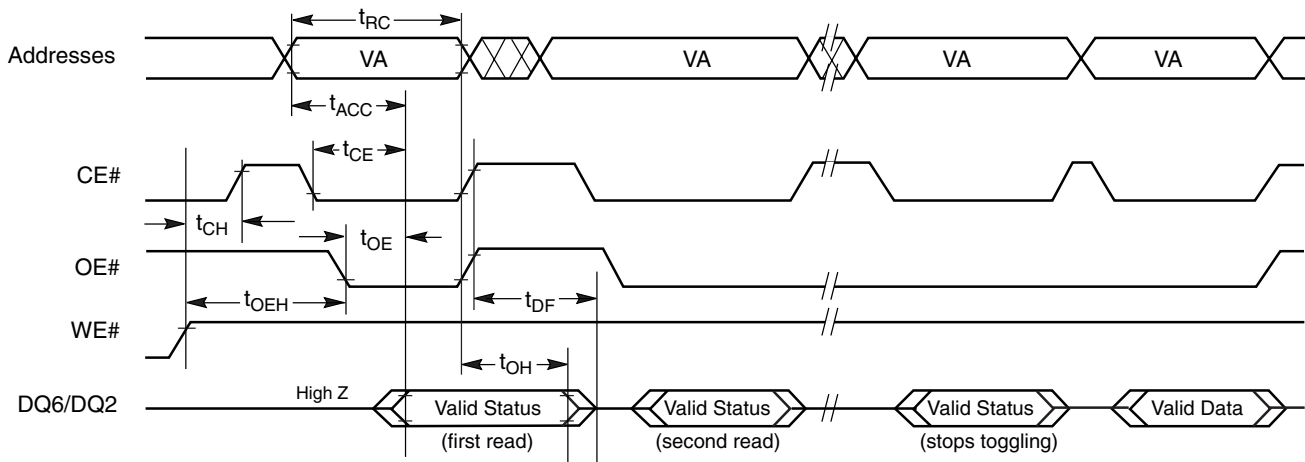 tRC
Addresses VA VA VA VA
tACC
tCE
CE#
tCH
tOE
OE#
tOEH
tDF
WE#
tOH
High Z
DQ6/DQ2 Valid Status Valid Status Valid Status Valid Data
(first read) (second read) (stops toggling)